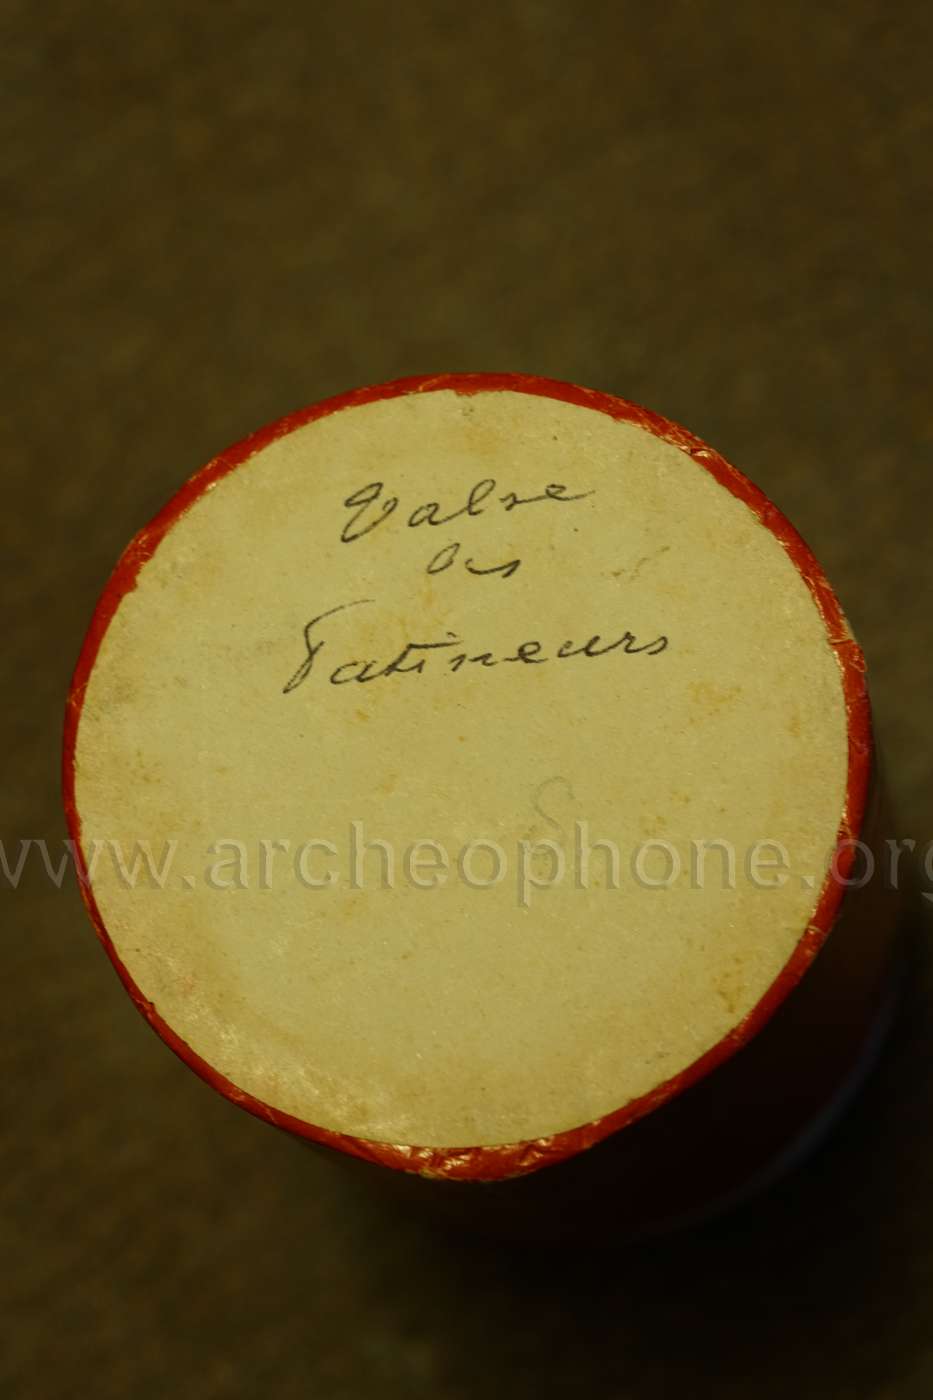 Valse
des
Patineurs
www.archeophone.org